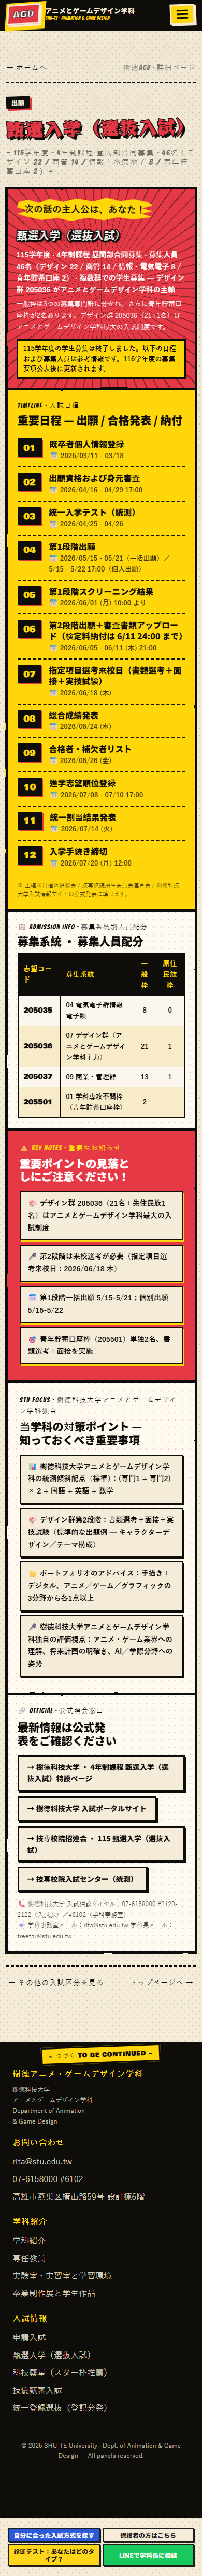 AGD
アニメとゲームデザイン学科
SHU-TE · ANIMATION & GAME DESIGN
← ホームへ
樹徳AGD・詳細ページ
出願
甄選入学（選抜入試）
— 115学年度・4年制課程 昼間部合同募集・46名（デ
ザイン 22 / 商管 14 / 情報・電気電子 8 / 青年貯
蓄口座 2） —
次の話の主人公は、あなた！
甄選入学（選抜入試）
115学年度・4年制課程 昼間部合同募集・募集人員
46名（デザイン 22 / 商管 14 / 情報・電気電子 8 /
青年貯蓄口座 2）・複数群での学生募集 — デザイン
群 205036 がアニメとゲームデザイン学科の主軸
一般枠は3つの募集専門群に分かれ、さらに青年貯蓄口
座枠が2名あります。デザイン群 205036（21+1名）は
アニメとゲームデザイン学科最大の入試制度です。
115学年度の学生募集は終了しました。以下の日程
および募集人員は参考情報です。116学年度の募集
要項公表後に更新されます。
TIMELINE・入試日程
重要日程 — 出願 / 合格発表 / 納付
01
既卒者個人情報登録
2026/03/11 - 03/18
02
出願資格および身元審査
2026/04/16 - 04/29 17:00
03
統一入学テスト（統測）
2026/04/25 - 04/26
04
第1段階出願
2026/05/15 - 05/21（一括出願）／
5/15 - 5/22 17:00（個人出願）
05
第1段階スクリーニング結果
2026/06/01 (月) 10:00 より
06
第2段階出願＋審査書類アップロー
ド（検定料納付は 6/11 24:00 まで）
2026/06/05 - 06/11 (木) 21:00
07
指定項目選考来校日（書類選考＋面
接＋実技試験）
2026/06/18 (木)
08
総合成績発表
2026/06/24 (水)
09
合格者・補欠者リスト
2026/06/26 (金)
10
進学志望順位登録
2026/07/08 - 07/10 17:00
11
統一割当結果発表
2026/07/14 (火)
12
入学手続き締切
2026/07/20 (月) 12:00
ADMISSION INFO・募集系統別人員配分
募集系統 ・ 募集人員配分
志望コード 募集系統 一般枠 原住民族枠
205035 04 電気電子群情報電子類 8 0
205036 07 デザイン群（アニメとゲームデザイン学科主力） 21 1
205037 09 商業・管理群 13 1
205501 01 学科専攻不問枠（青年貯蓄口座枠） 2 —
KEY NOTES・重要なお知らせ
重要ポイントの見落と
しにご注意ください！
デザイン群 205036（21名＋先住民族1
名）はアニメとゲームデザイン学科最大の入
試制度
第2段階は来校選考が必要（指定項目選
考来校日：2026/06/18 木）
第1段階一括出願 5/15-5/21；個別出願
5/15-5/22
青年貯蓄口座枠（205501）単独2名、書
類選考＋面接を実施
STU FOCUS・樹徳科技大学アニメとゲームデザイ
ン学科独自
当学科の対策ポイント —
知っておくべき重要事項
樹徳科技大学アニメとゲームデザイン学
科の統測傾斜配点（標準）：（専門1 + 専門2）
× 2 + 国語 + 英語 + 数学
デザイン群第2段階：書類選考＋面接＋実
技試験（標準的な出題例 — キャラクターデ
ザイン／テーマ構成）
ポートフォリオのアドバイス：手描き＋
デジタル、アニメ／ゲーム／グラフィックの
3分野から各1点以上
樹徳科技大学アニメとゲームデザイン学
科独自の評価視点：アニメ・ゲーム業界への
理解、将来計画の明確さ、AI／学際分野への
姿勢
OFFICIAL・公式採合窓口
最新情報は公式発
表をご確認ください
→ 樹徳科技大学 ・ 4年制課程 甄選入学（選
抜入試）特設ページ
→ 樹徳科技大学 入試ポータルサイト
→ 技専校院招連会 ・ 115 甄選入学（選抜入
試）
→ 技専校院入試センター（統測）
樹徳科技大学 入試相談ダイヤル：07-6158000 #2120-
2122（入試課）／#6102（学科事務室）
学科事務室メール：rita@stu.edu.tw 学科長メール：
treefar@stu.edu.tw
← その他の入試区分を見る
トップページへ →
～ つづく TO BE CONTINUED ～
樹徳アニメ・ゲームデザイン学科
樹徳科技大学
アニメとゲームデザイン学科
Department of Animation
& Game Design
お問い合わせ
rita@stu.edu.tw
07-6158000 #6102
高雄市燕巣区横山路59号 設計棟6階
学科紹介
学科紹介
専任教員
実験室・実習室と学習環境
卒業制作展と学生作品
入試情報
申請入試
甄選入学（選抜入試）
科技繁星（スター枠推薦）
技優甄審入試
統一登録選抜（登記分発）
© 2026 SHU-TE University · Dept. of Animation & Game
Design — All panels reserved.
自分に合った入試方式を探す
保護者の方はこちら
診断テスト：あなたはどのタ
イプ？
LINEで学科長に相談